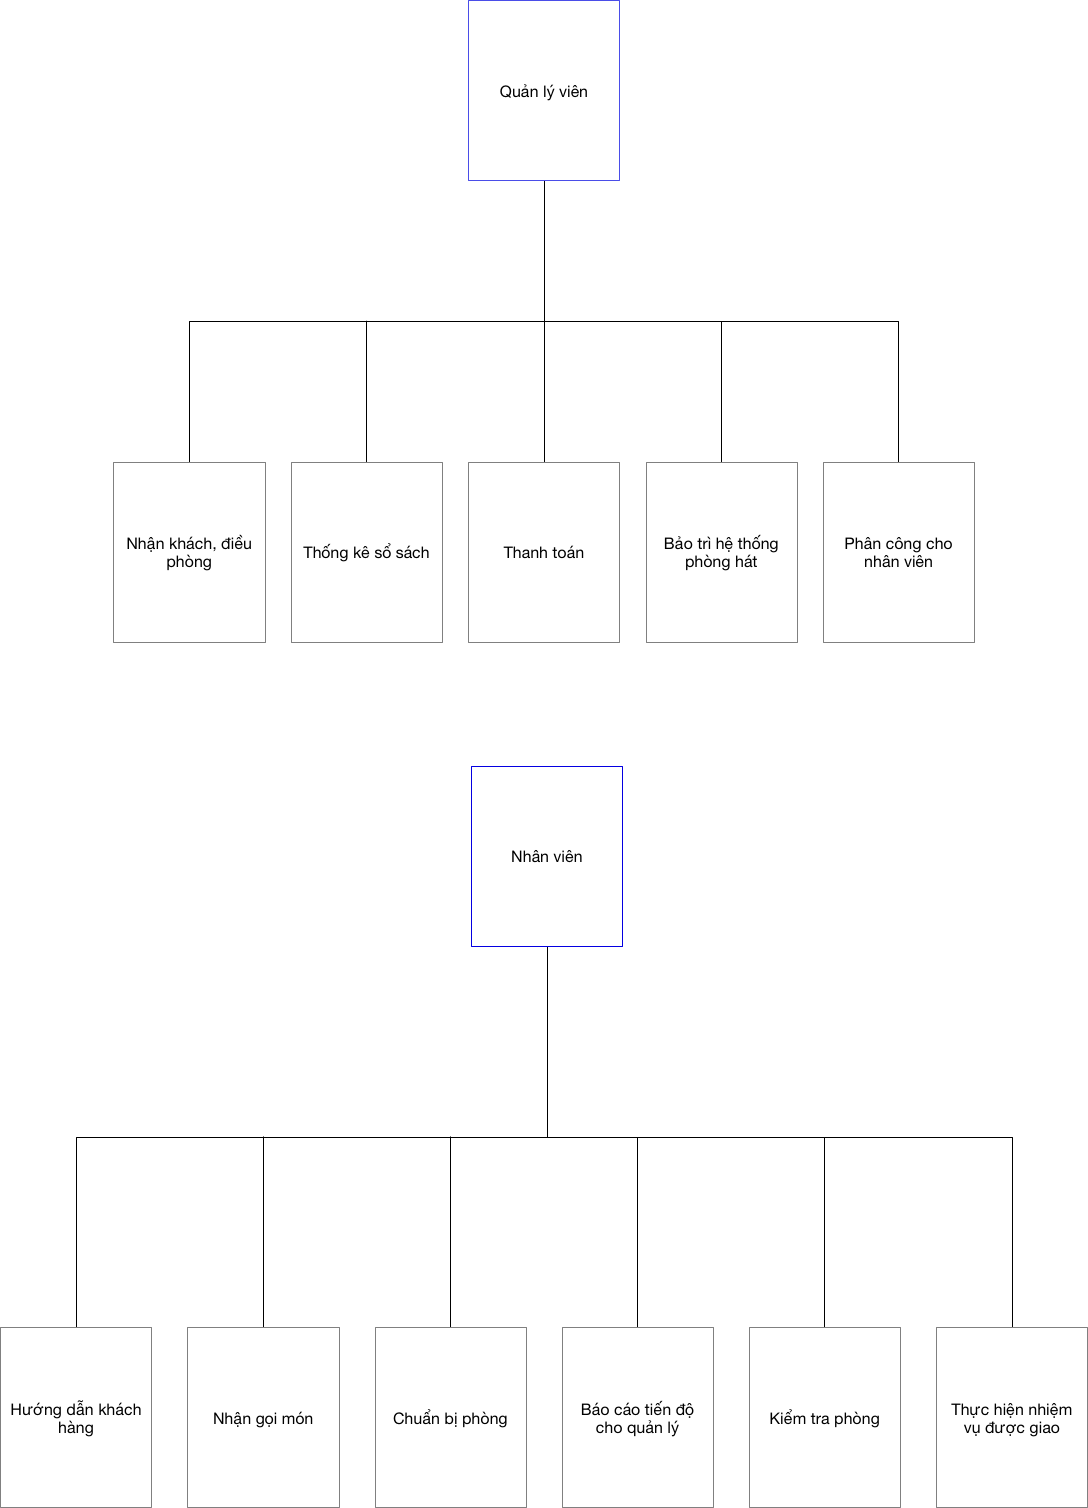 Quản lý viên
Nhận khách, điều
phòng
Thống kê sổ sách
Thanh toán
Bảo trì hệ thống
phòng hát
Phân công cho
nhân viên
Nhân viên
Hướng dẫn khách
hàng
Nhận gọi món
Chuẩn bị phòng
Báo cáo tiến độ
cho quản lý
Kiểm tra phòng
Thực hiện nhiệm
vụ được giao